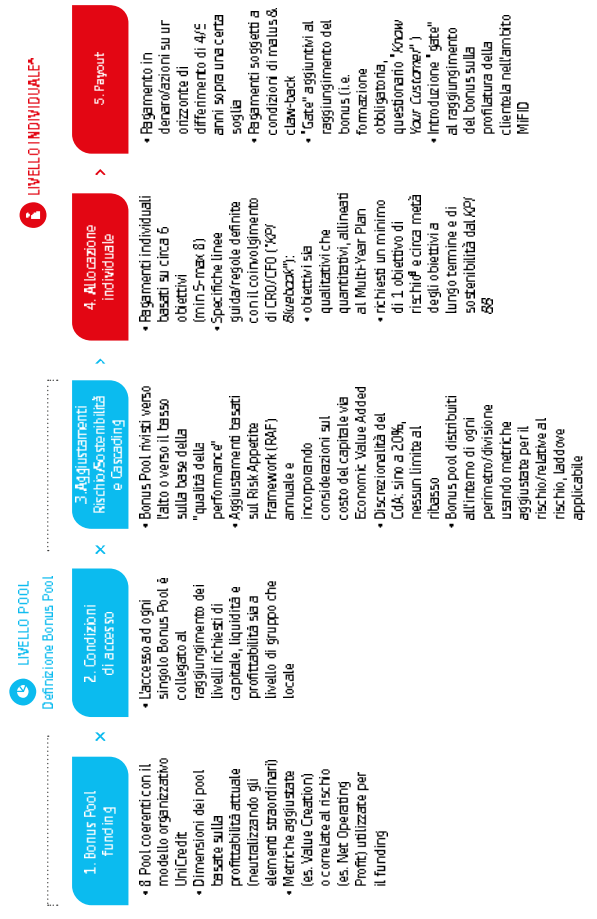 LIVELLO POOL
Definizione Bonus Pool
LIVELLO INDIVIDUALE^
1. Bonus Pool
funding
• 8 Pool coerenti con il
modello organizzativo
UniCredit
• Dimensioni dei pool
basate sulla
profittabilità attuale
(neutralizzando gli
elementi straordinari)
• Metriche aggiustate
(es. Value Creation)
o correlate al rischio
(es. Net Operating
Profit) utilizzate per
il funding
×
2. Condizioni
di accesso
• L'accesso ad ogni
singolo Bonus Pool è
collegato al
raggiungimento dei
livelli richiesti di
capitale, liquidità e
profittabilità sia a
livello di gruppo che
locale
×
3. Aggiustamenti
Rischio/Sostenibilità
e Cascading
• Bonus Pool rivisti verso
l'alto o verso il basso
sulla base della
"qualità della
performance"
• Aggiustamenti basati
sul Risk Appetite
Framework (RAF)
annuale e
incorporando
considerazioni sul
costo del capitale via
Economic Value Added
• Discrezionalità del
CdA: sino a 20%,
nessun limite al
ribasso
• Bonus pool distribuiti
all'interno di ogni
perimetro/divisione
usando metriche
aggiustate per il
rischio/relative al
rischio, laddove
applicabile
>
4. Allocazione
individuale
• Pagamenti individuali
basati su circa 6
obiettivi
(min 5-max 8)
• Specifiche linee
guida/regole definite
con il coinvolgimento
di CRO/CFO ("KPI
Bluebook"):
• obiettivi sia
qualitativi che
quantitativi, allineati
al Multi-Year Plan
• richiesti un minimo
di 1 obiettivo di
rischioB e circa metà
degli obiettivi a
lungo termine e di
sostenibilità dal KPI
BB
>
5. Payout
• Pagamento in
denaro/azioni su un
orizzonte di
differimento di 4/5
anni sopra una certa
soglia
• Pagamenti soggetti a
condizioni di malus &
claw-back
• "Gate" aggiuntivi al
raggiungimento del
bonus (i.e.
formazione
obbligatoria,
questionario "Know
Your Customer")
• Introduzione "gate"
al raggiungimento
del bonus sulla
profilatura della
clientela nell'ambito
MiFID